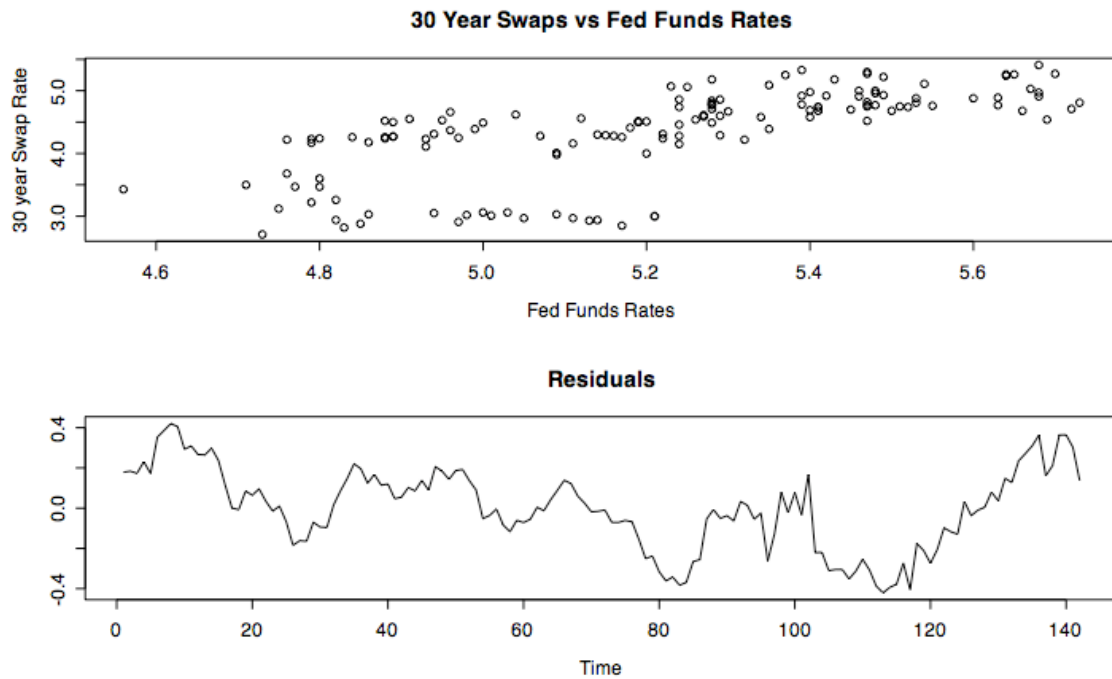 30 Year Swaps vs Fed Funds Rates
30 year Swap Rate
5.0
4.0
3.0
4.6 4.8 5.0 5.2 5.4 5.6
Fed Funds Rates
Residuals
0.4
0.0
-0.4
0 20 40 60 80 100 120 140
Time